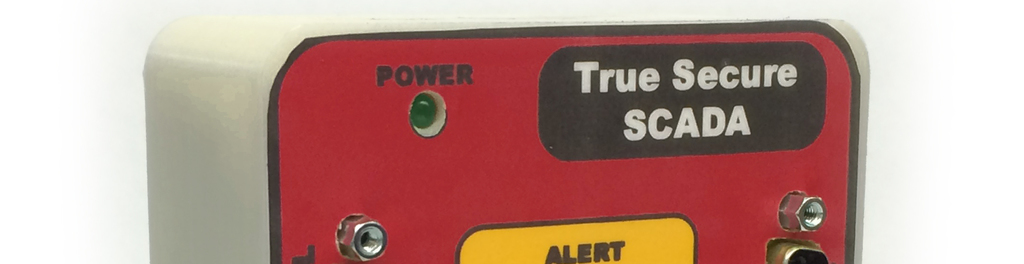 POWER
True Secure
SCADA
ALERT